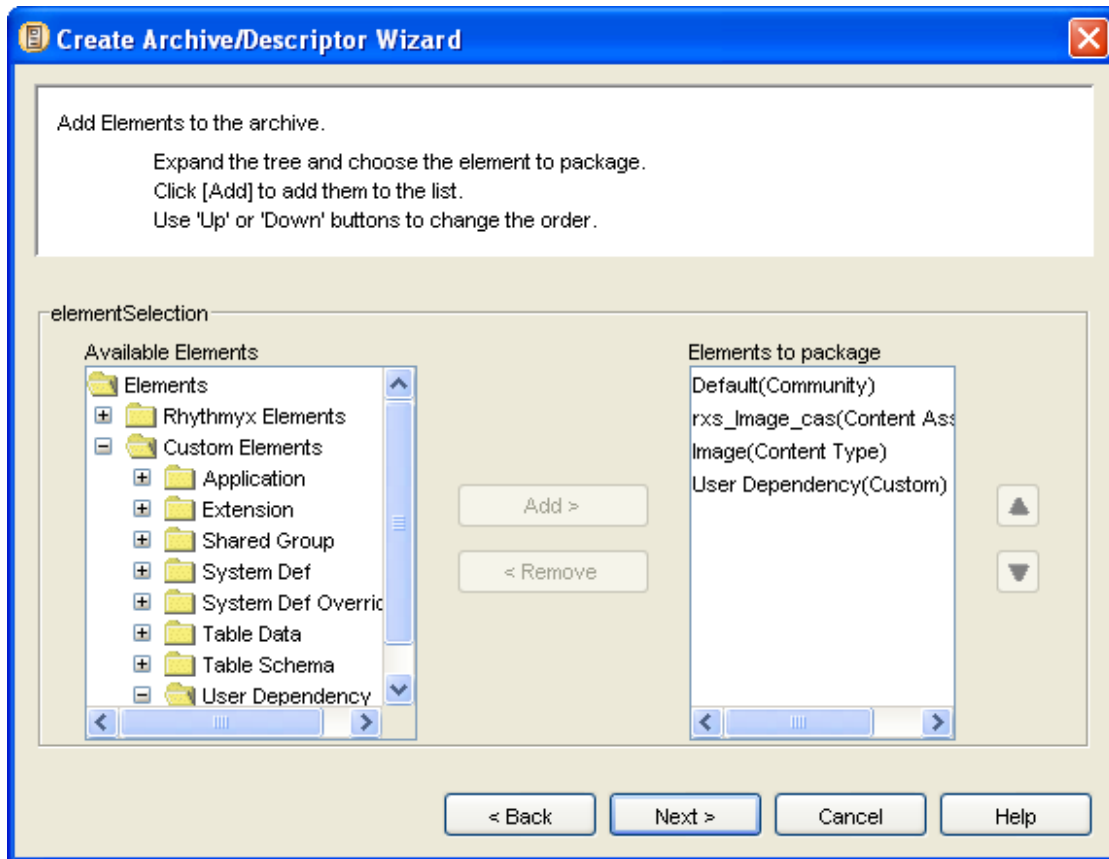 Create Archive/Descriptor Wizard
Add Elements to the archive.
Expand the tree and choose the element to package.
Click [Add] to add them to the list.
Use 'Up' or 'Down' buttons to change the order.
elementSelection
Available Elements
Elements
Rhythmyx Elements
Custom Elements
Application
Extension
Shared Group
System Def
System Def Overric
Table Data
Table Schema
User Dependency
Add >
< Remove
Elements to package
Default(Community)
rxs_Image_cas(Content Ass
Image(Content Type)
User Dependency(Custom)
< Back
Next >
Cancel
Help